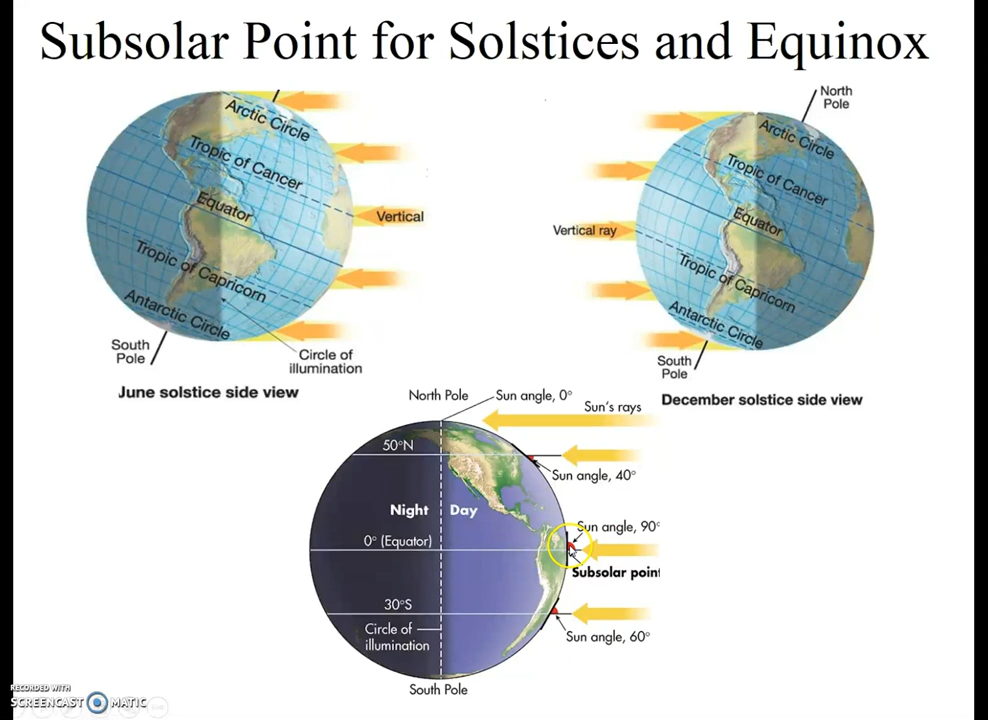 Subsolar Point for Solstices and Equinox
North
Pole
Arctic Circle
Tropic of Cancer
Equator
Vertical
Tropic of Capricorn
Antarctic Circle
South
Pole
Circle of
illumination
June solstice side view
Arctic Circle
Tropic of Cancer
Equator
Vertical ray
Tropic of Capricorn
Antarctic Circle
South
Pole
December solstice side view
North Pole
Sun angle, 0°
Sun's rays
50°N
Sun angle, 40°
Night
Day
Sun angle, 90°
0° (Equator)
Subsolar point
30°S
Circle of
illumination
Sun angle, 60°
South Pole
RECORDED WITH
SCREENCAST MATIC